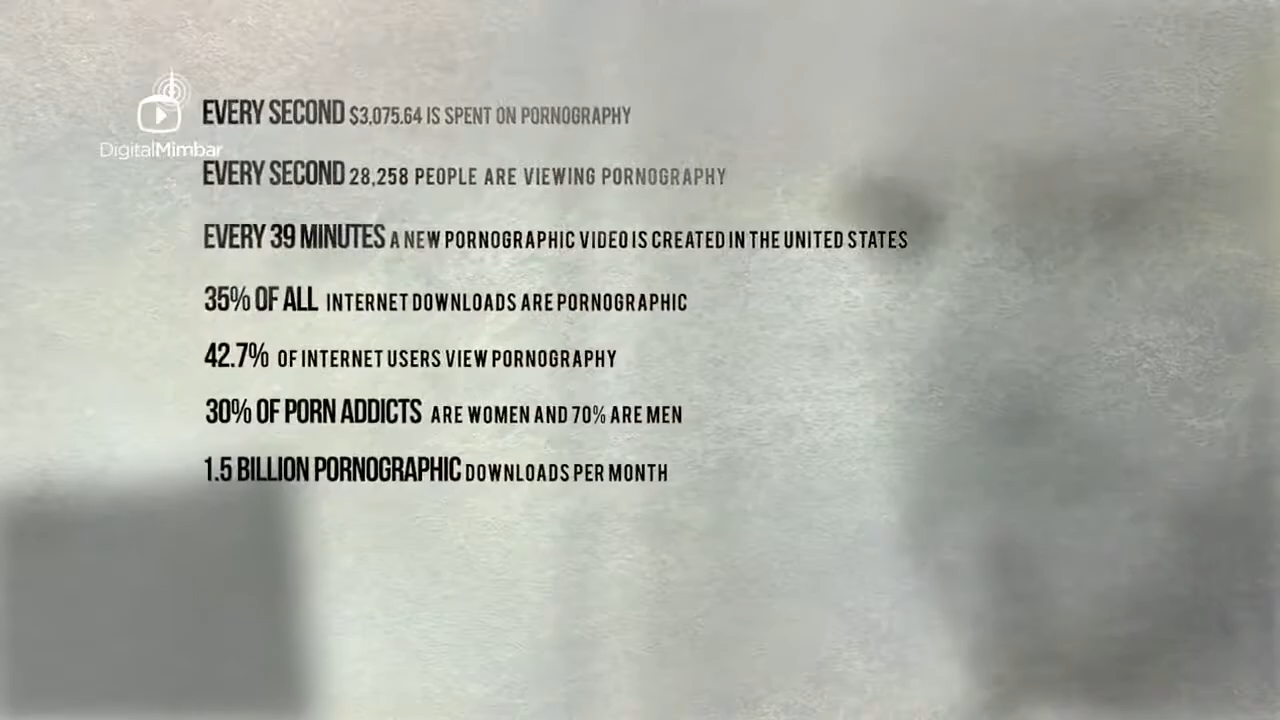 EVERY SECOND $3,075.64 IS SPENT ON PORNOGRAPHY
DigitalMimbar
EVERY SECOND 28,258 PEOPLE ARE VIEWING PORNOGRAPHY
EVERY 39 MINUTES A NEW PORNOGRAPHIC VIDEO IS CREATED IN THE UNITED STATES
35% OF ALL INTERNET DOWNLOADS ARE PORNOGRAPHIC
42.7% OF INTERNET USERS VIEW PORNOGRAPHY
30% OF PORN ADDICTS ARE WOMEN AND 70% ARE MEN
1.5 BILLION PORNOGRAPHIC DOWNLOADS PER MONTH